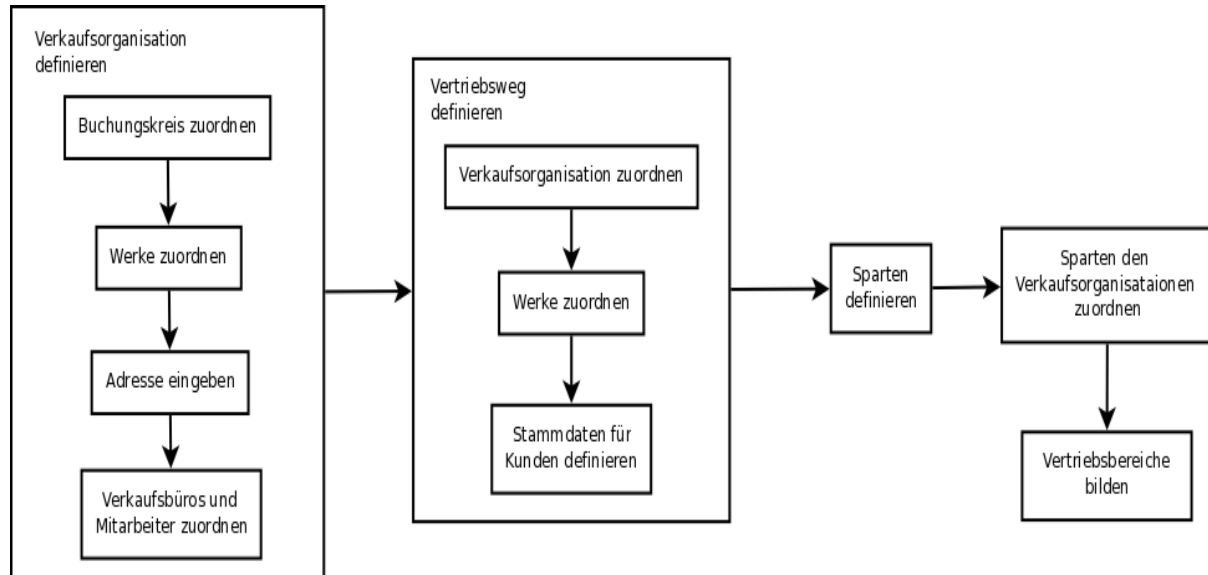 Verkaufsorganisation
definieren
Buchungskreis zuordnen
Werke zuordnen
Adresse eingeben
Verkaufsbüros und
Mitarbeiter zuordnen
Vertriebsweg
definieren
Verkaufsorganisation zuordnen
Werke zuordnen
Stammdaten für
Kunden definieren
Sparten
definieren
Sparten den
Verkaufsorganisataionen
zuordnen
Vertriebsbereiche
bilden